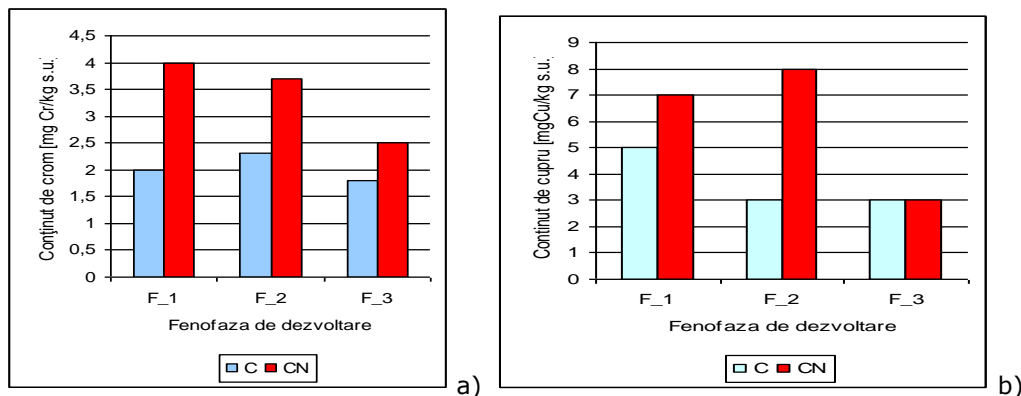 Conţinut de crom [mg Cr/kg s.u.]
4,5
4
3,5
3
2,5
2
1,5
1
0,5
0
F_1 F_2 F_3
Fenofaza de dezvoltare
C CN
a)
Continut de cupru [mgCu/kg s.u.]
9
8
7
6
5
4
3
2
1
0
F_1 F_2 F_3
Fenofaza de dezvoltare
C CN
b)